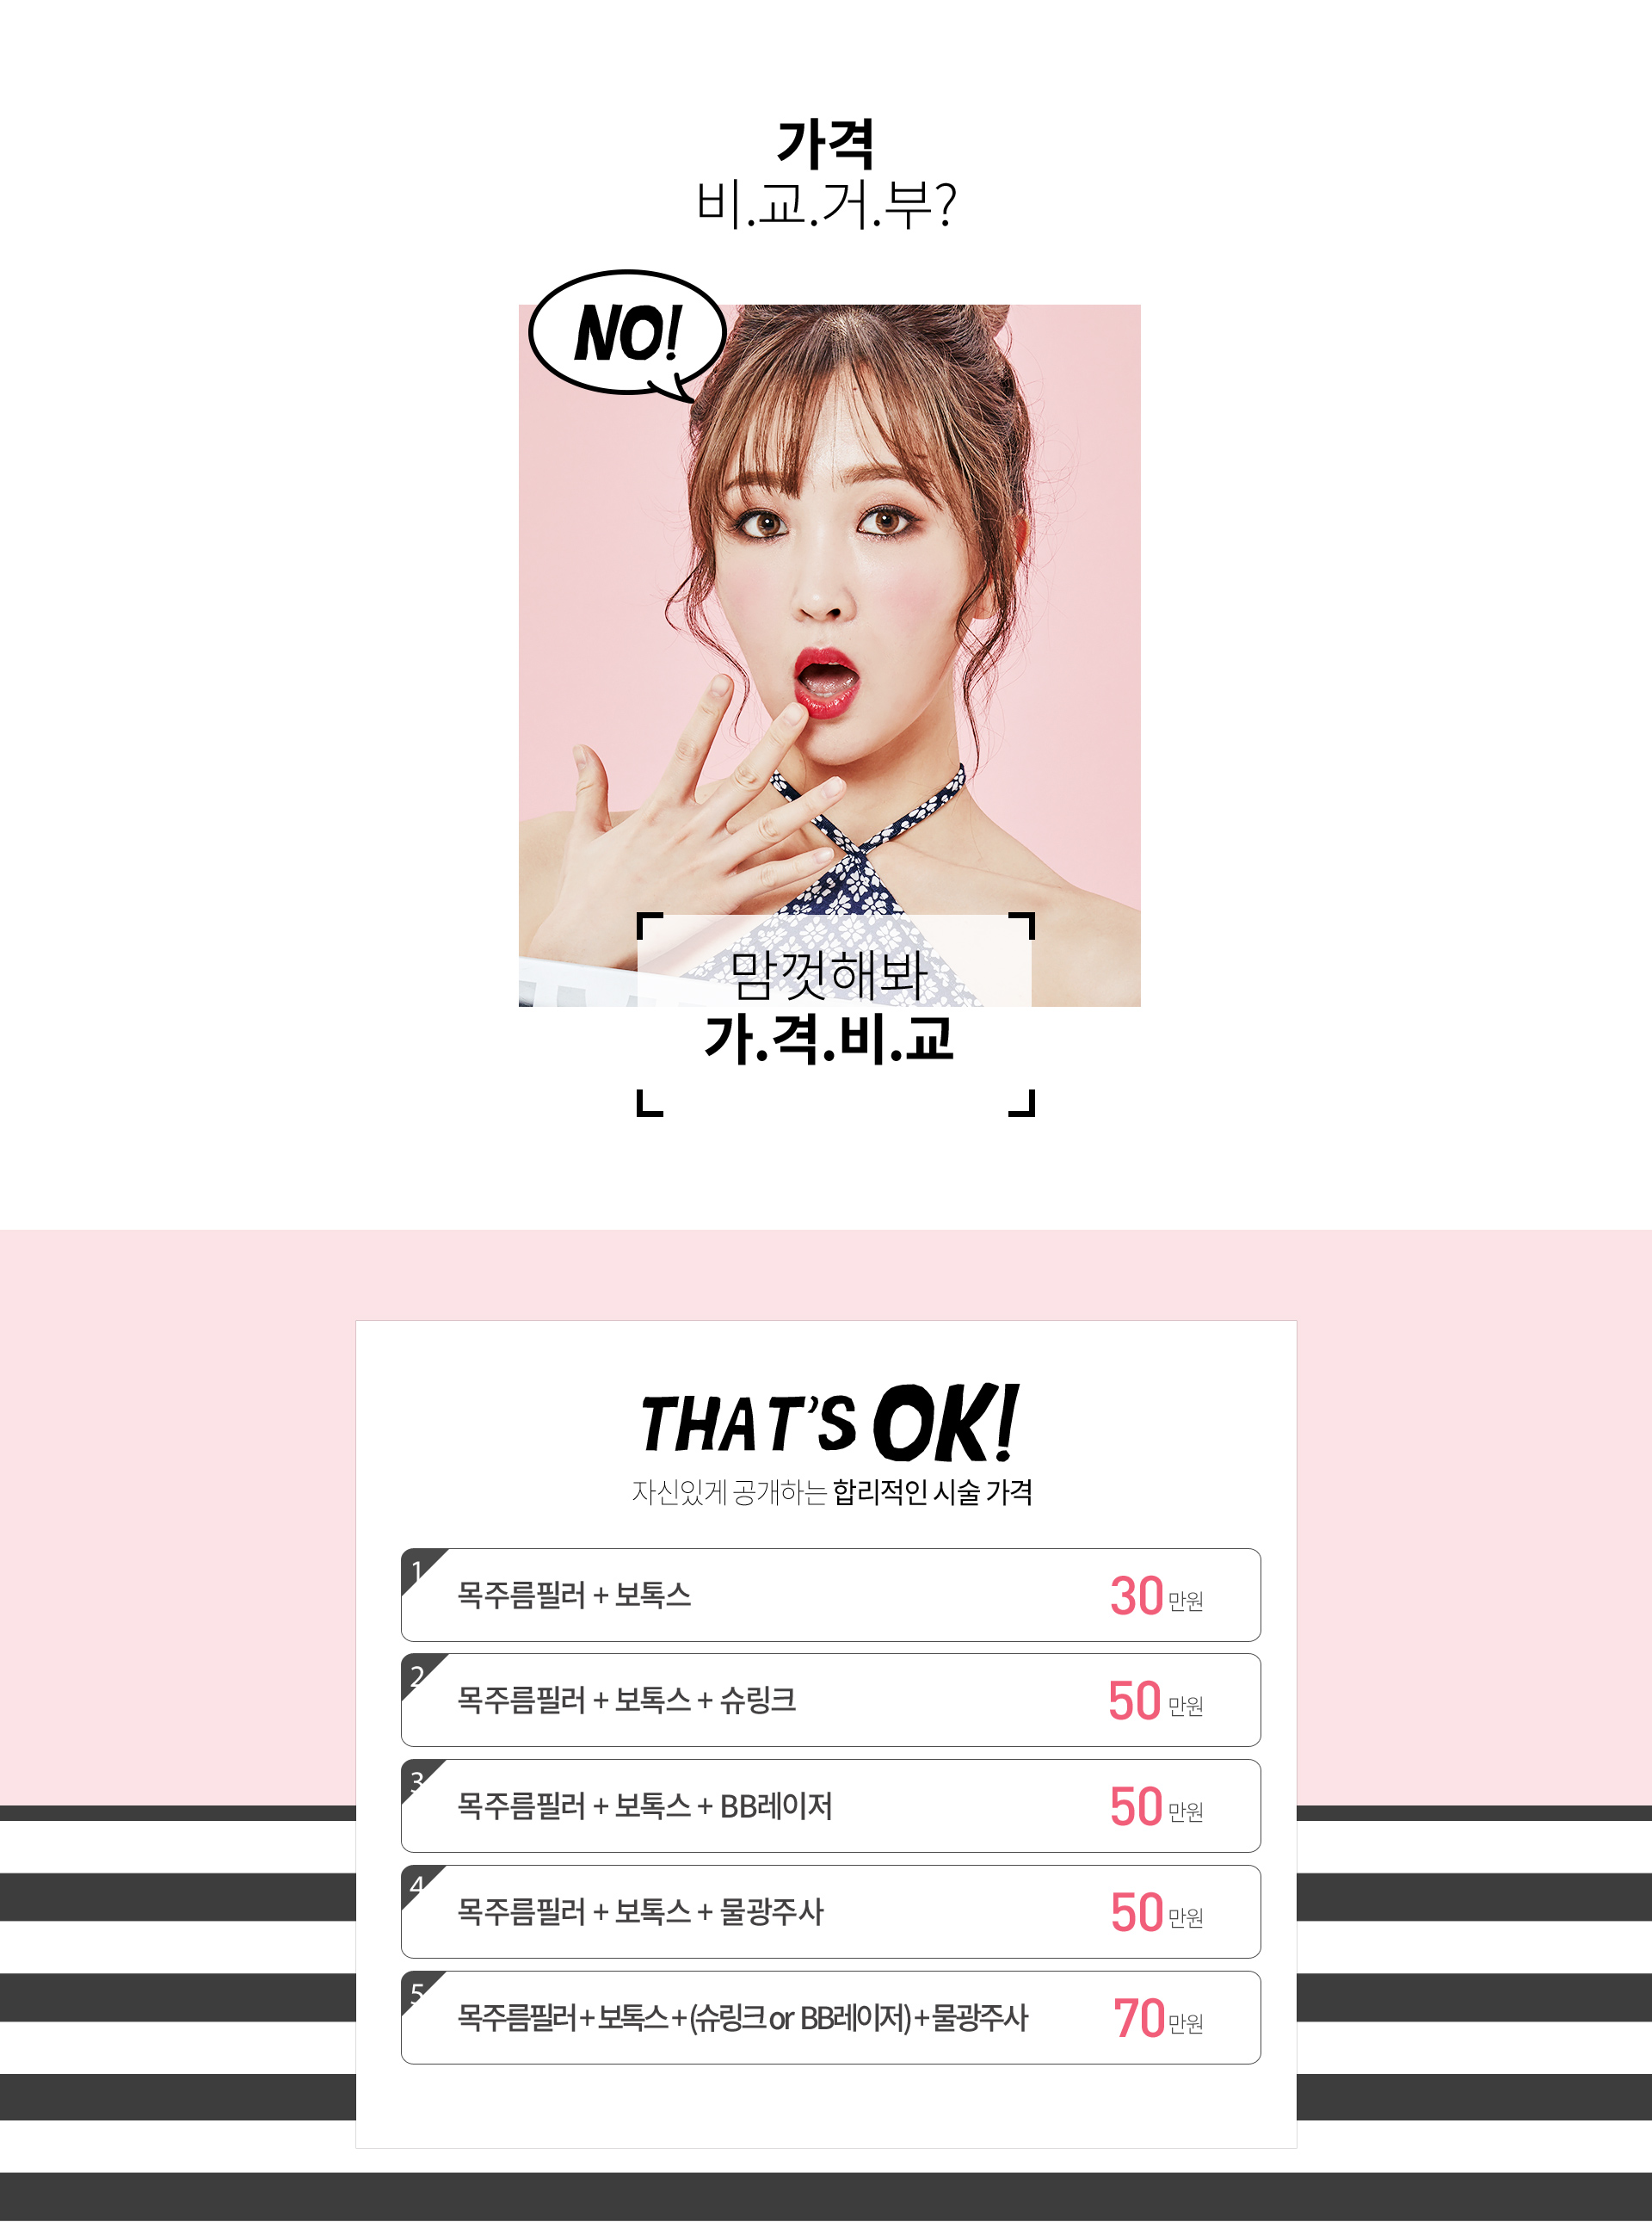 가격
비.교.거.부?
NO!
맘껏해봐
가.격.비.교
THAT'S OK!
자신있게 공개하는 합리적인 시술 가격
1
목주름필러 + 보톡스 30 만원
2
목주름필러 + 보톡스 + 슈링크 50 만원
3
목주름필러 + 보톡스 + BB레이저 50 만원
4
목주름필러 + 보톡스 + 물광주사 50 만원
5
목주름필러 + 보톡스 + (슈링크 or BB레이저) + 물광주사 70 만원